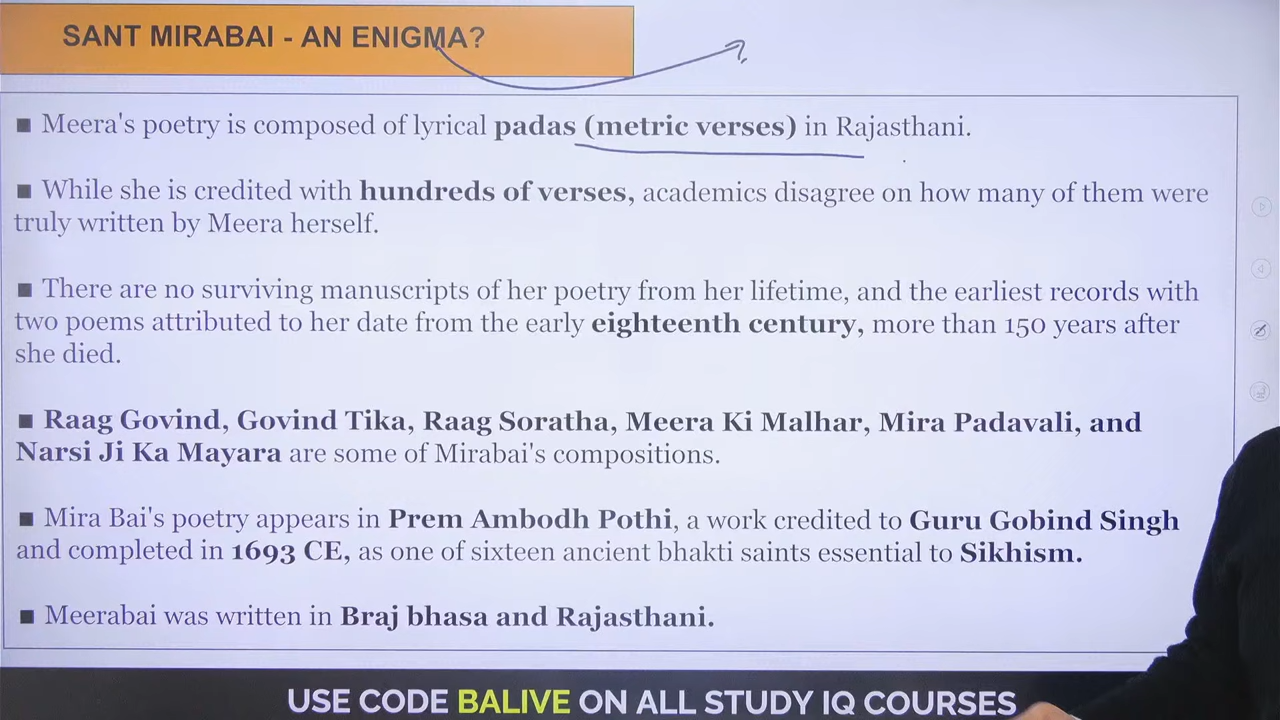 SANT MIRABAI - AN ENIGMA?
?
■ Meera's poetry is composed of lyrical padas (metric verses) in Rajasthani.
■ While she is credited with hundreds of verses, academics disagree on how many of them were
truly written by Meera herself.
■ There are no surviving manuscripts of her poetry from her lifetime, and the earliest records with
two poems attributed to her date from the early eighteenth century, more than 150 years after
she died.
■ Raag Govind, Govind Tika, Raag Soratha, Meera Ki Malhar, Mira Padavali, and
Narsi Ji Ka Mayara are some of Mirabai's compositions.
■ Mira Bai's poetry appears in Prem Ambodh Pothi, a work credited to Guru Gobind Singh
and completed in 1693 CE, as one of sixteen ancient bhakti saints essential to Sikhism.
■ Meerabai was written in Braj bhasa and Rajasthani.
USE CODE BALIVE ON ALL STUDY IQ COURSES